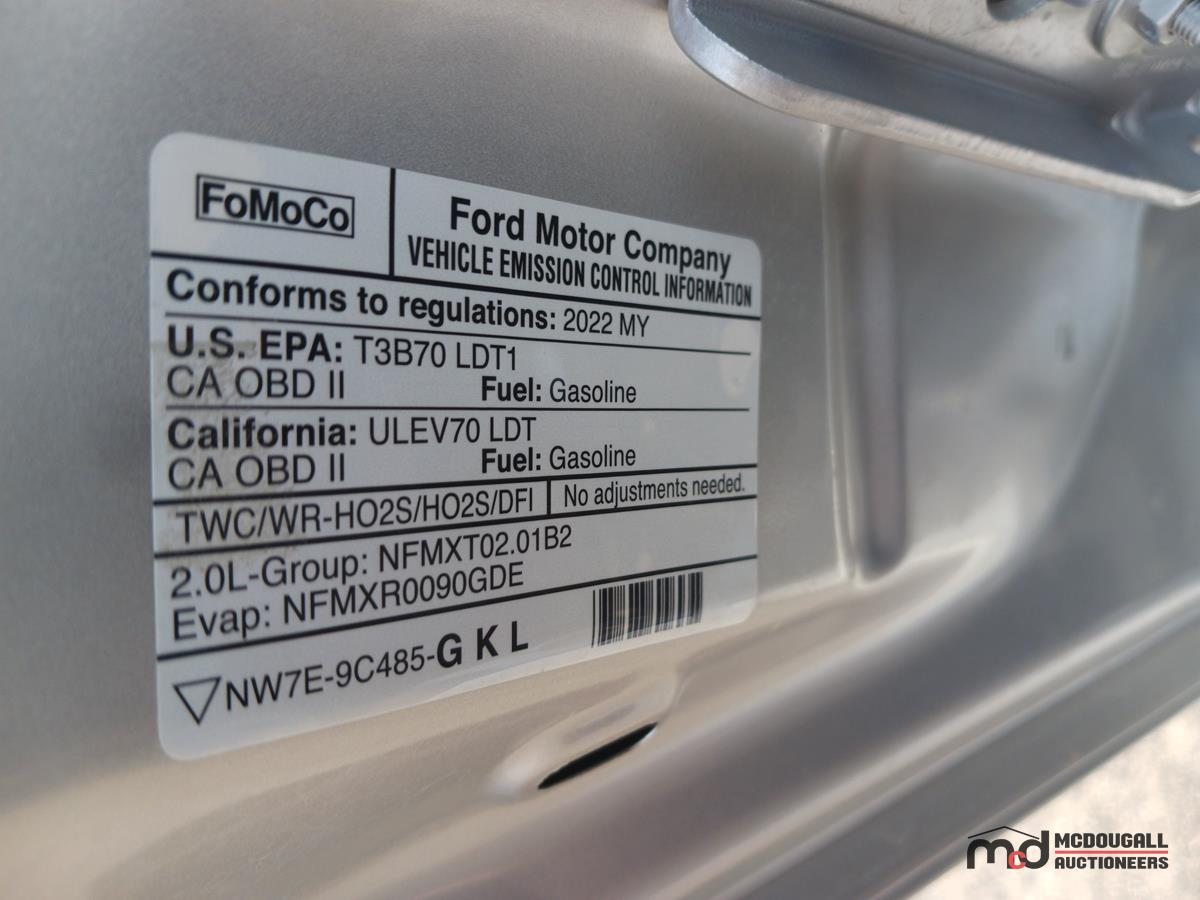 FoMoCo
Ford Motor Company
VEHICLE EMISSION CONTROL INFORMATION
Conforms to regulations: 2022 MY
U.S. EPA: T3B70 LDT1
CA OBD II Fuel: Gasoline
California: ULEV70 LDT
CA OBD II Fuel: Gasoline
TWC/WR-HO2S/HO2S/DFI No adjustments needed.
2.0L-Group: NFMXT02.01B2
Evap: NFMXR0090GDE
NW7E-9C485-GKL
mcd MCDOUGALL
AUCTIONEERS